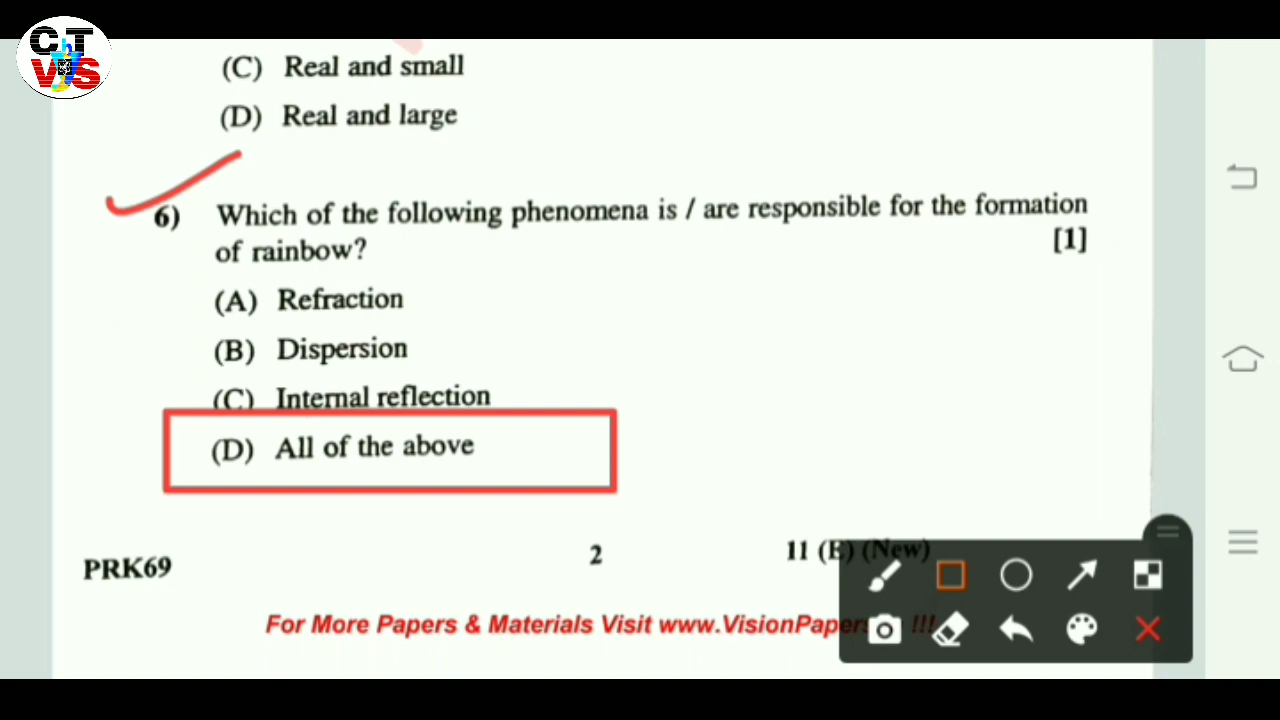 ChT
VJS
(C) Real and small
(D) Real and large
6) Which of the following phenomena is / are responsible for the formation
of rainbow? [1]
(A) Refraction
(B) Dispersion
(C) Internal reflection
(D) All of the above
PRK69 2 11 (E) (New)
For More Papers & Materials Visit www.VisionPapers !!!